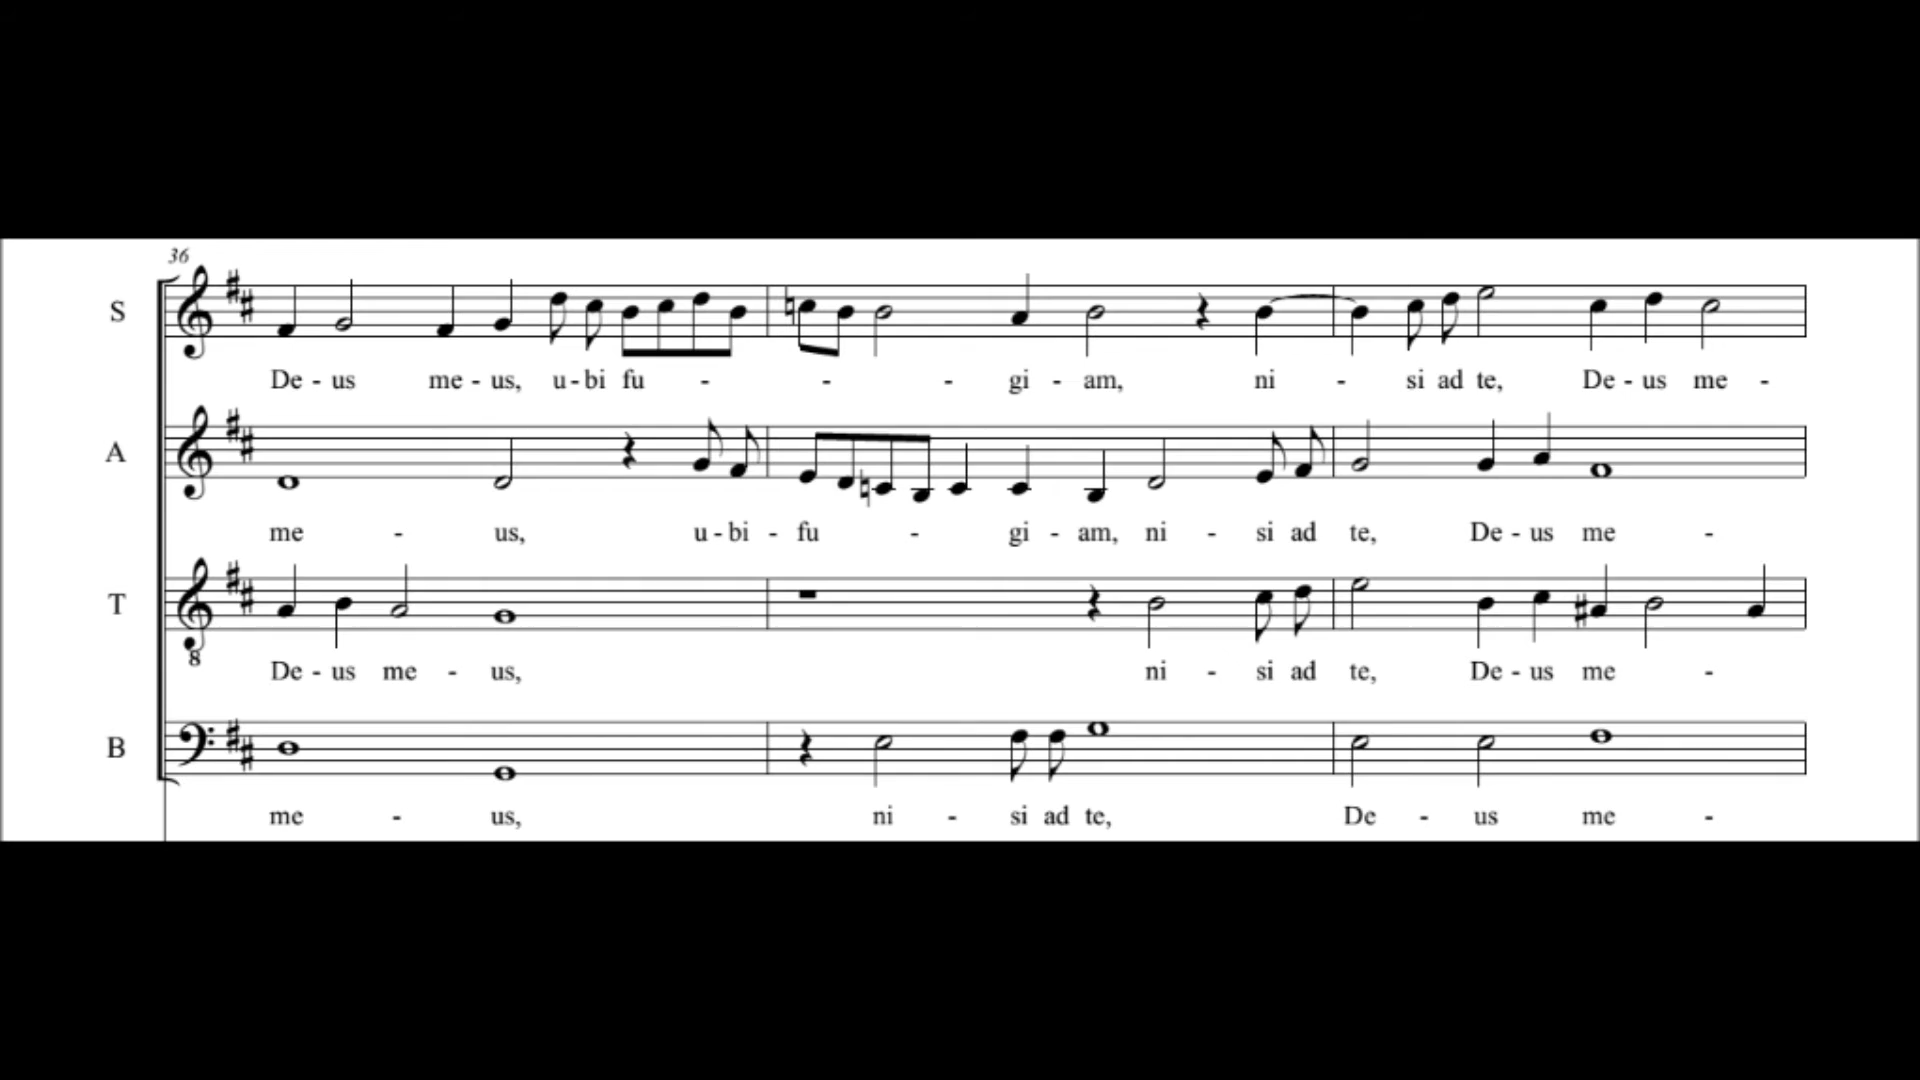 36
S
De - us me - us, u - bi fu - - - gi - am, ni - si ad te, De - us me -
A
me - us, u - bi - fu - gi - am, ni - si ad te, De - us me -
T
8
De - us me - us, ni - si ad te, De - us me -
B
me - us, ni - si ad te, De - us me -